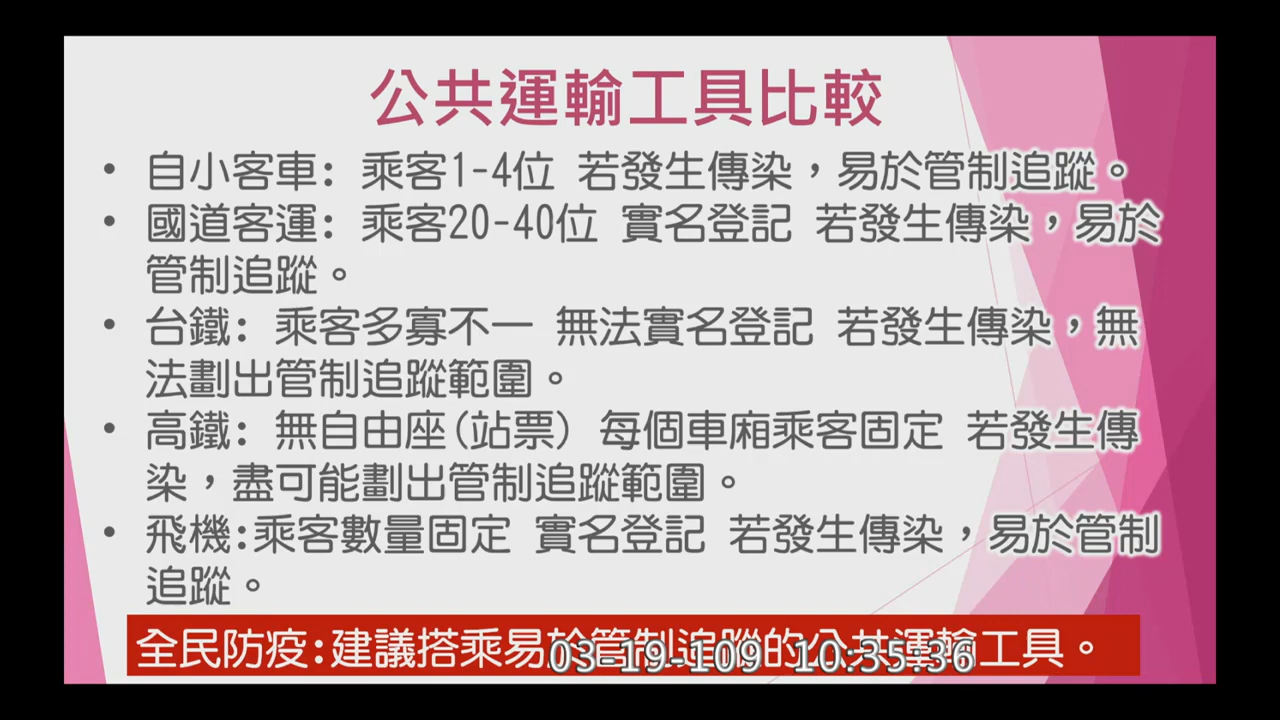 公共運輸工具比較
• 自小客車: 乘客1-4位 若發生傳染，易於管制追蹤。
• 國道客運: 乘客20-40位 實名登記 若發生傳染，易於
管制追蹤。
• 台鐵: 乘客多寡不一 無法實名登記 若發生傳染，無
法劃出管制追蹤範圍。
• 高鐵: 無自由座(站票) 每個車廂乘客固定 若發生傳
染，盡可能劃出管制追蹤範圍。
• 飛機:乘客數量固定 實名登記 若發生傳染，易於管制
追蹤。
全民防疫:建議搭乘易於管制追蹤的公共運輸工具。
03-19-109 10:35:36